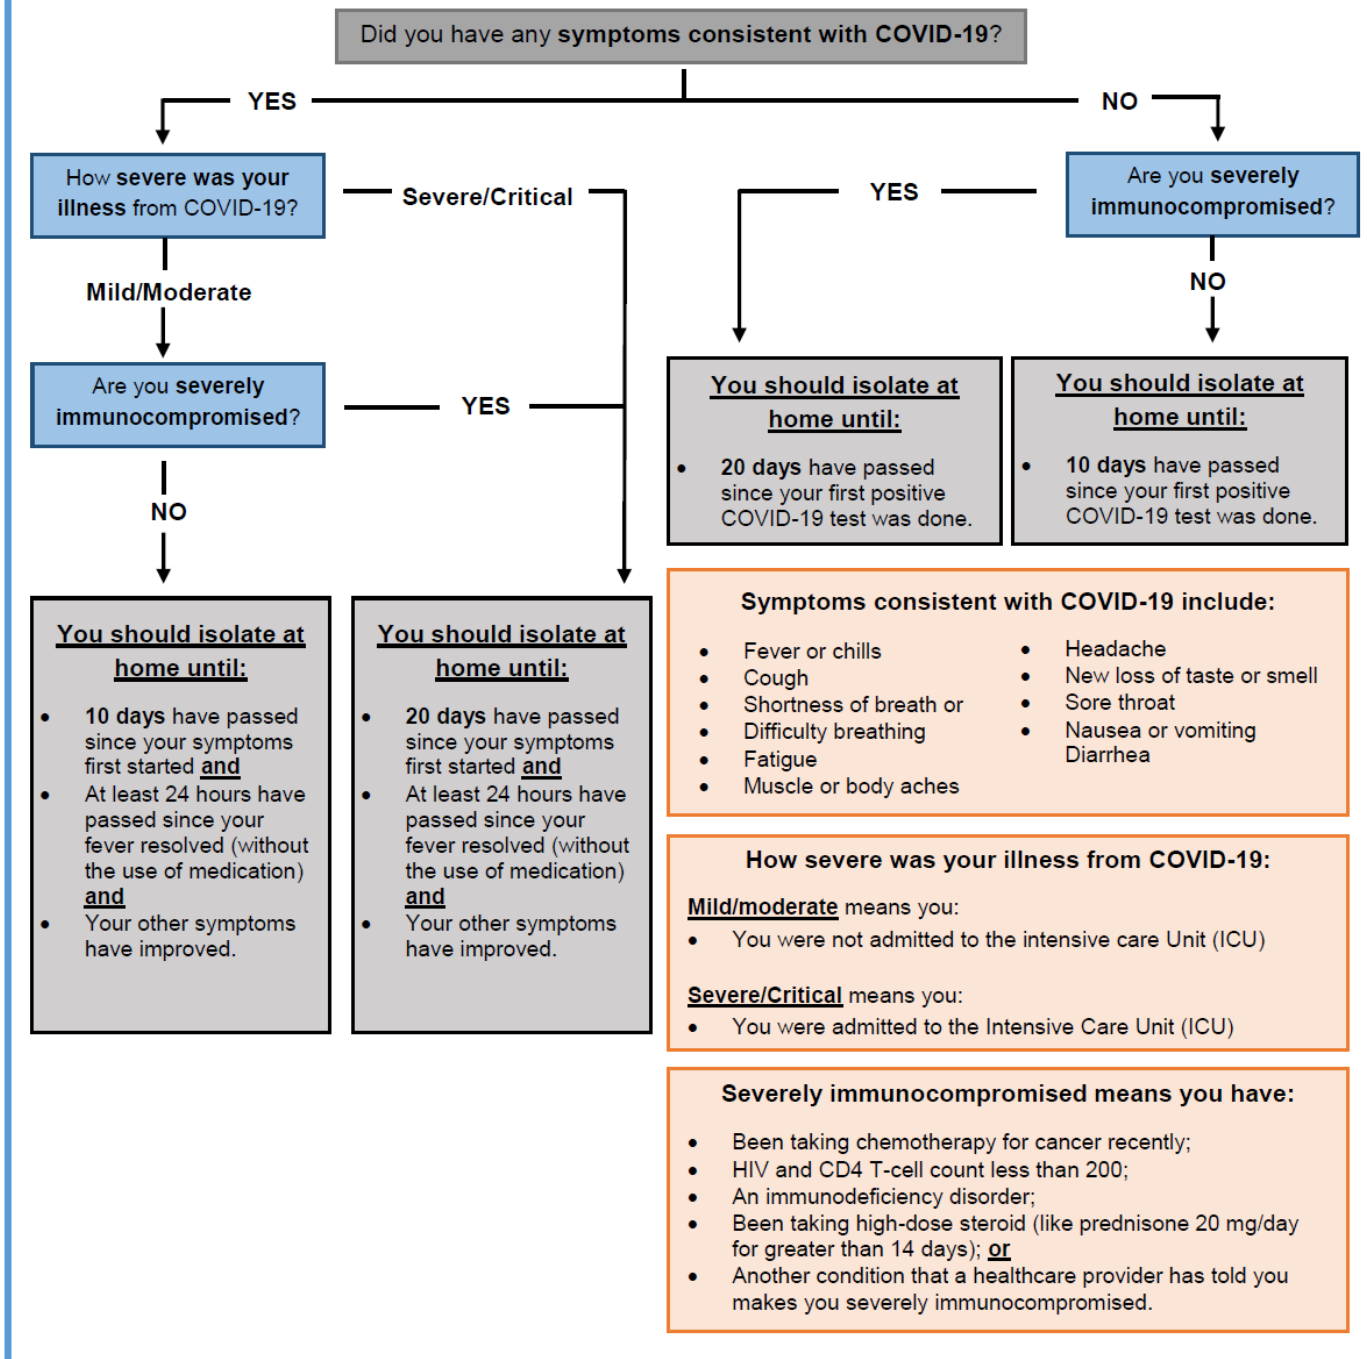 Did you have any symptoms consistent with COVID-19?
YES
NO
How severe was your
illness from COVID-19?
Severe/Critical
YES
Are you severely
immunocompromised?
Mild/Moderate
NO
Are you severely
immunocompromised?
YES
NO
You should isolate at
home until:
• 20 days have passed
since your first positive
COVID-19 test was done.
You should isolate at
home until:
• 10 days have passed
since your first positive
COVID-19 test was done.
You should isolate at
home until:
• 10 days have passed
since your symptoms
first started and
• At least 24 hours have
passed since your
fever resolved (without
the use of medication)
and
• Your other symptoms
have improved.
You should isolate at
home until:
• 20 days have passed
since your symptoms
first started and
• At least 24 hours have
passed since your
fever resolved (without
the use of medication)
and
• Your other symptoms
have improved.
Symptoms consistent with COVID-19 include:
• Fever or chills
• Cough
• Shortness of breath or
• Difficulty breathing
• Fatigue
• Muscle or body aches
• Headache
• New loss of taste or smell
• Sore throat
• Nausea or vomiting
Diarrhea
How severe was your illness from COVID-19:
Mild/moderate means you:
• You were not admitted to the intensive care Unit (ICU)
Severe/Critical means you:
• You were admitted to the Intensive Care Unit (ICU)
Severely immunocompromised means you have:
• Been taking chemotherapy for cancer recently;
• HIV and CD4 T-cell count less than 200;
• An immunodeficiency disorder;
• Been taking high-dose steroid (like prednisone 20 mg/day
for greater than 14 days); or
• Another condition that a healthcare provider has told you
makes you severely immunocompromised.